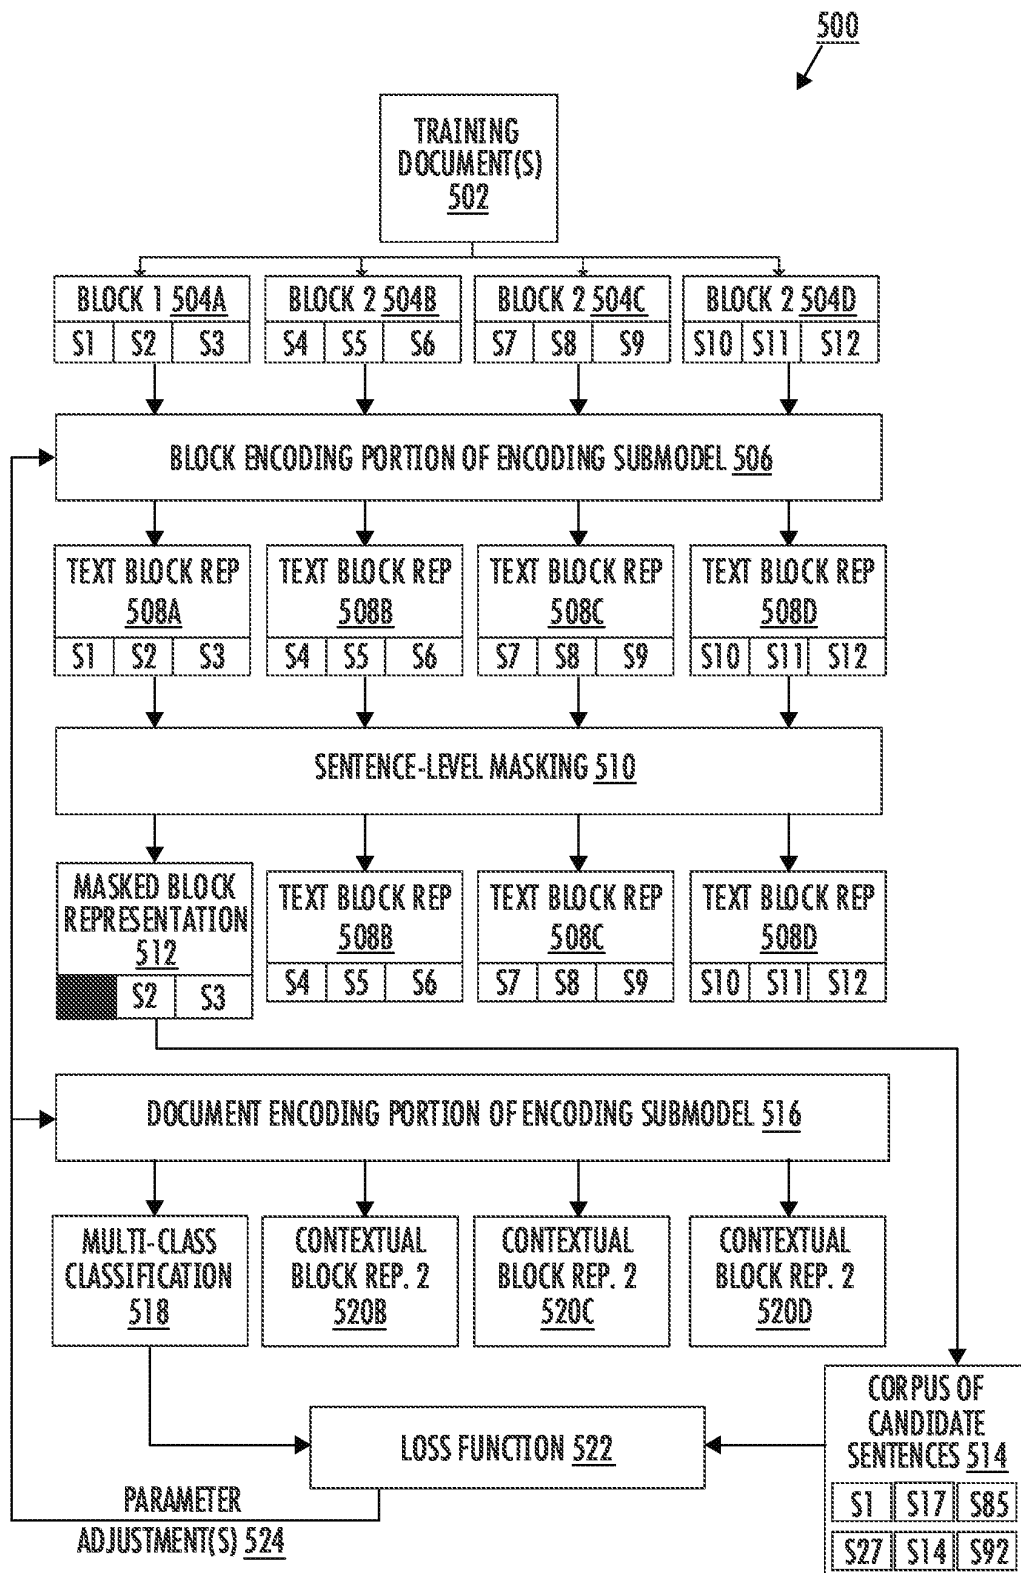 500
TRAINING
DOCUMENT(S)
502
BLOCK 1 504A
BLOCK 2 504B
BLOCK 2 504C
BLOCK 2 504D
S1 S2 S3
S4 S5 S6
S7 S8 S9
S10 S11 S12
BLOCK ENCODING PORTION OF ENCODING SUBMODEL 506
TEXT BLOCK REP
508A
S1 S2 S3
TEXT BLOCK REP
508B
S4 S5 S6
TEXT BLOCK REP
508C
S7 S8 S9
TEXT BLOCK REP
508D
S10 S11 S12
SENTENCE-LEVEL MASKING 510
MASKED BLOCK
REPRESENTATION
512
S2 S3
TEXT BLOCK REP
508B
S4 S5 S6
TEXT BLOCK REP
508C
S7 S8 S9
TEXT BLOCK REP
508D
S10 S11 S12
DOCUMENT ENCODING PORTION OF ENCODING SUBMODEL 516
MULTI-CLASS
CLASSIFICATION
518
CONTEXTUAL
BLOCK REP. 2
520B
CONTEXTUAL
BLOCK REP. 2
520C
CONTEXTUAL
BLOCK REP. 2
520D
CORPUS OF
CANDIDATE
SENTENCES 514
S1 S17 S85
S27 S14 S92
LOSS FUNCTION 522
PARAMETER
ADJUSTMENT(S) 524